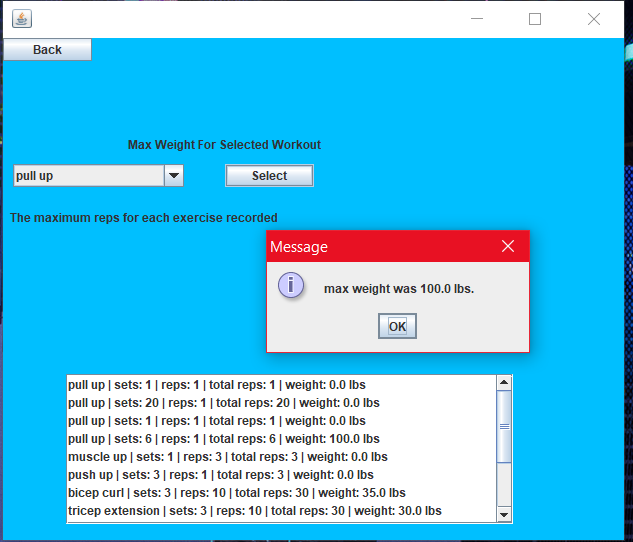 Back
Max Weight For Selected Workout
pull up
Select
The maximum reps for each exercise recorded
Message
i
max weight was 100.0 lbs.
OK
pull up | sets: 1 | reps: 1 | total reps: 1 | weight: 0.0 lbs
pull up | sets: 20 | reps: 1 | total reps: 20 | weight: 0.0 lbs
pull up | sets: 1 | reps: 1 | total reps: 1 | weight: 0.0 lbs
pull up | sets: 6 | reps: 1 | total reps: 6 | weight: 100.0 lbs
muscle up | sets: 1 | reps: 3 | total reps: 3 | weight: 0.0 lbs
push up | sets: 3 | reps: 1 | total reps: 3 | weight: 0.0 lbs
bicep curl | sets: 3 | reps: 10 | total reps: 30 | weight: 35.0 lbs
tricep extension | sets: 3 | reps: 10 | total reps: 30 | weight: 30.0 lbs